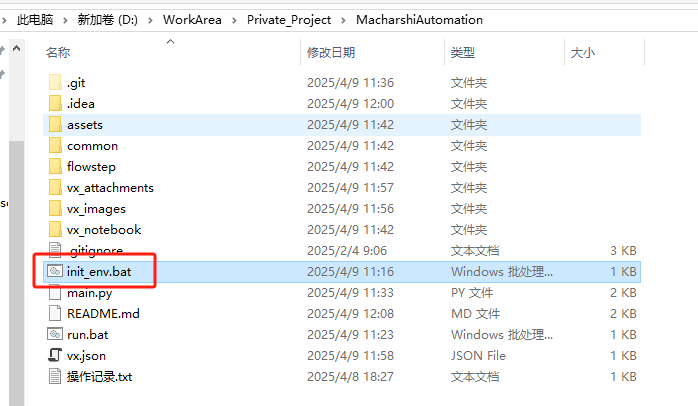 此电脑 › 新加卷 (D:) › WorkArea › Private_Project › MacharshiAutomation
名称 修改日期 类型 大小
.git 2025/4/9 11:36 文件夹
.idea 2025/4/9 12:00 文件夹
assets 2025/4/9 11:42 文件夹
common 2025/4/9 11:42 文件夹
flowstep 2025/4/9 11:42 文件夹
vx_attachments 2025/4/9 11:57 文件夹
vx_images 2025/4/9 11:56 文件夹
vx_notebook 2025/4/9 11:42 文件夹
.gitignore 2025/2/4 9:06 文本文档 3 KB
init_env.bat 2025/4/9 11:16 Windows 批处理... 1 KB
main.py 2025/4/9 11:33 PY 文件 2 KB
README.md 2025/4/9 12:08 MD 文件 2 KB
run.bat 2025/4/9 11:23 Windows 批处理... 1 KB
vx.json 2025/4/9 11:58 JSON File 1 KB
操作记录.txt 2025/4/8 18:27 文本文档 1 KB